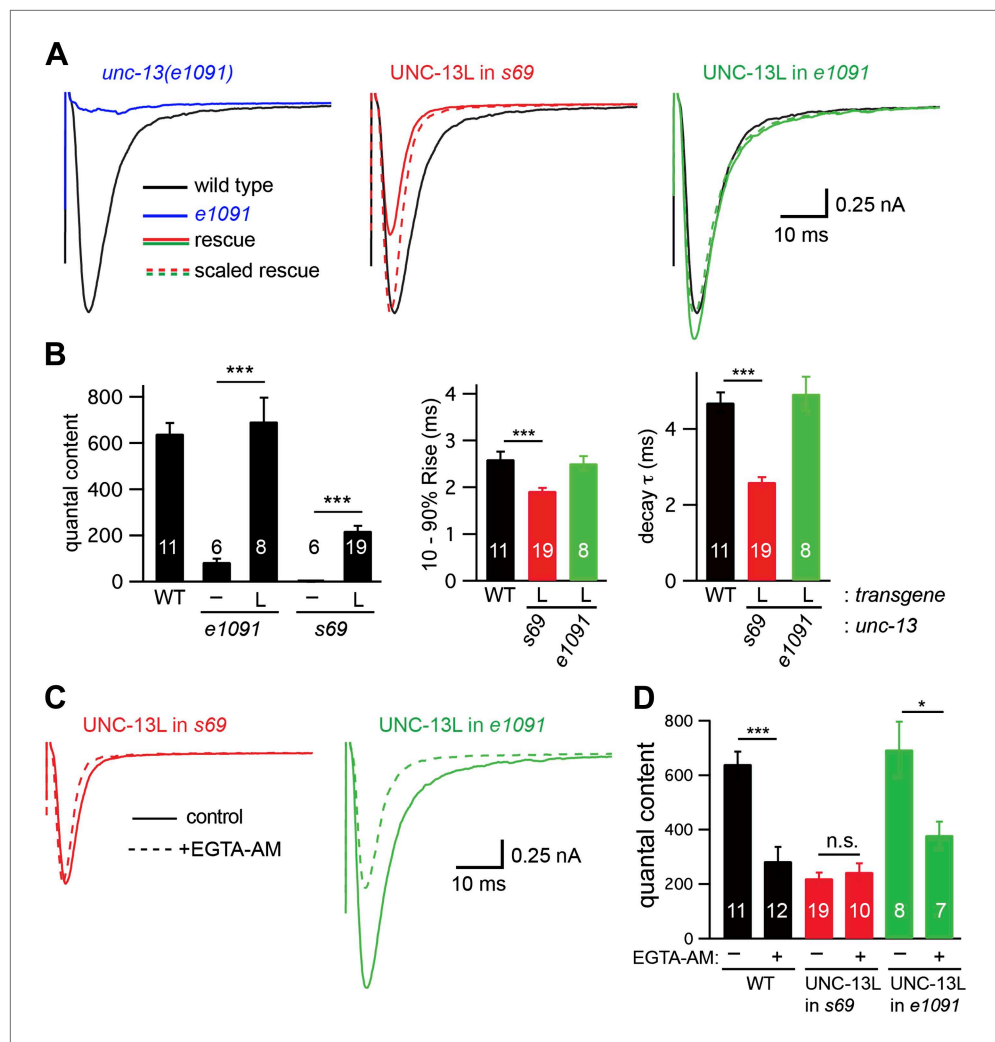 A
unc-13(e1091)
UNC-13L in s69
UNC-13L in e1091
wild type
e1091
rescue
scaled rescue
0.25 nA
10 ms
B
quantal content
800
600
400
200
0
***
***
11
6
8
6
19
WT
–
L
–
L
e1091
s69
10 - 90% Rise (ms)
4
3
2
1
0
***
11
19
8
WT
L
L
s69
e1091
decay τ (ms)
4
2
0
***
11
19
8
WT
L
L
: transgene
s69
e1091
: unc-13
C
UNC-13L in s69
UNC-13L in e1091
control
+EGTA-AM
0.25 nA
10 ms
D
quantal content
800
600
400
200
0
***
n.s.
*
11
12
19
10
8
7
EGTA-AM: – + – + – +
WT
UNC-13L
in s69
UNC-13L
in e1091